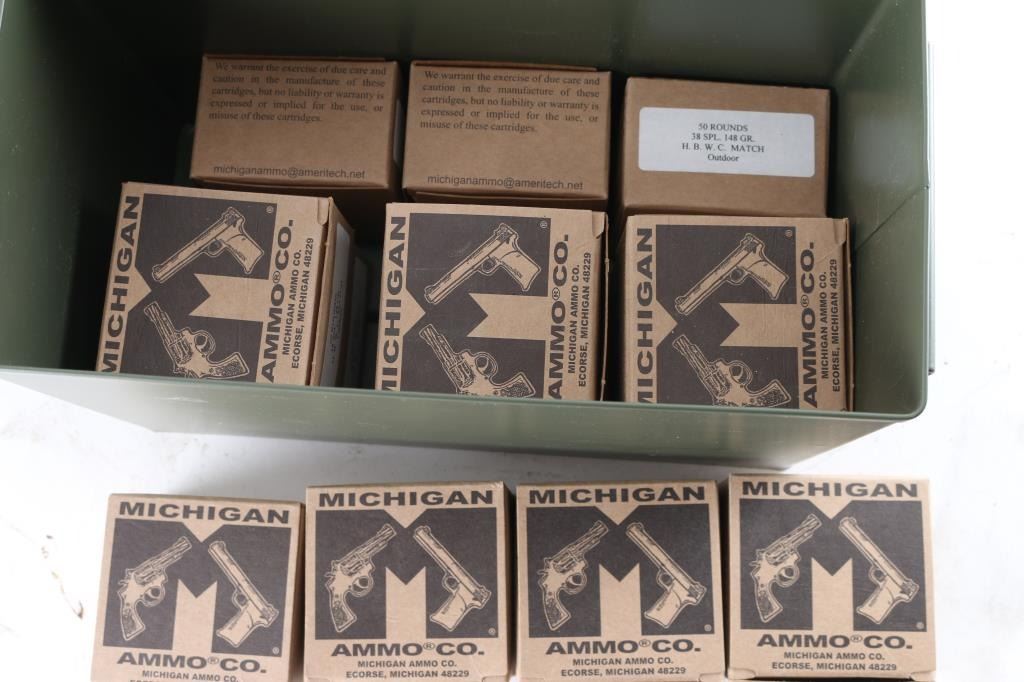 We warrant the exercise of due care and
caution in the manufacture of these
cartridges, but no liability or warranty is
expressed or implied for the use, or
misuse of these cartridges.
michiganammo@ameritech.net
We warrant the exercise of due care and
caution in the manufacture of these
cartridges, but no liability or warranty is
expressed or implied for the use, or
misuse of these cartridges.
michiganammo@ameritech.net
50 ROUNDS
38 SPL. 148 GR.
H. B. W. C. MATCH
Outdoor
MICHIGAN
AMMO® CO.
MICHIGAN AMMO CO.
ECORSE, MICHIGAN 48229
®
MICHIGAN
AMMO® CO.
MICHIGAN AMMO CO.
ECORSE, MICHIGAN 48229
®
MICHIGAN
AMMO® CO.
MICHIGAN AMMO CO.
ECORSE, MICHIGAN 48229
®
MICHIGAN
®
AMMO® CO.
MICHIGAN AMMO CO.
MICHIGAN
®
AMMO® CO.
MICHIGAN AMMO CO.
ECORSE, MICHIGAN 48229
MICHIGAN
®
AMMO® CO.
MICHIGAN AMMO CO.
ECORSE, MICHIGAN 48229
MICHIGAN
®
AMMO® CO.
MICHIGAN AMMO CO.
ECORSE, MICHIGAN 48229